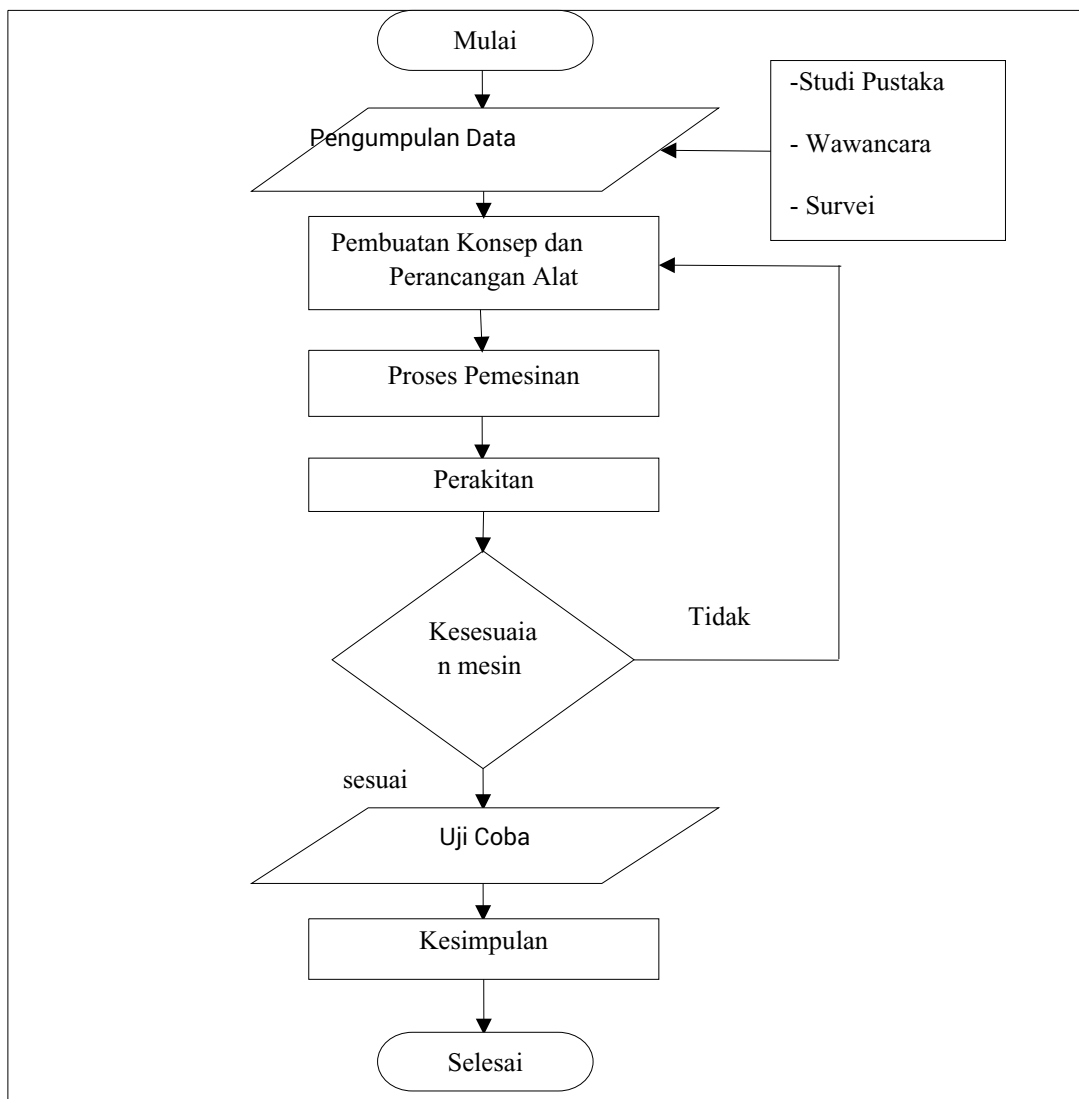 Mulai
-Studi Pustaka
Pengumpulan Data
- Wawancara
- Survei
Pembuatan Konsep dan
Perancangan Alat
Proses Pemesinan
Perakitan
Kesesuaia
n mesin
Tidak
sesuai
Uji Coba
Kesimpulan
Selesai